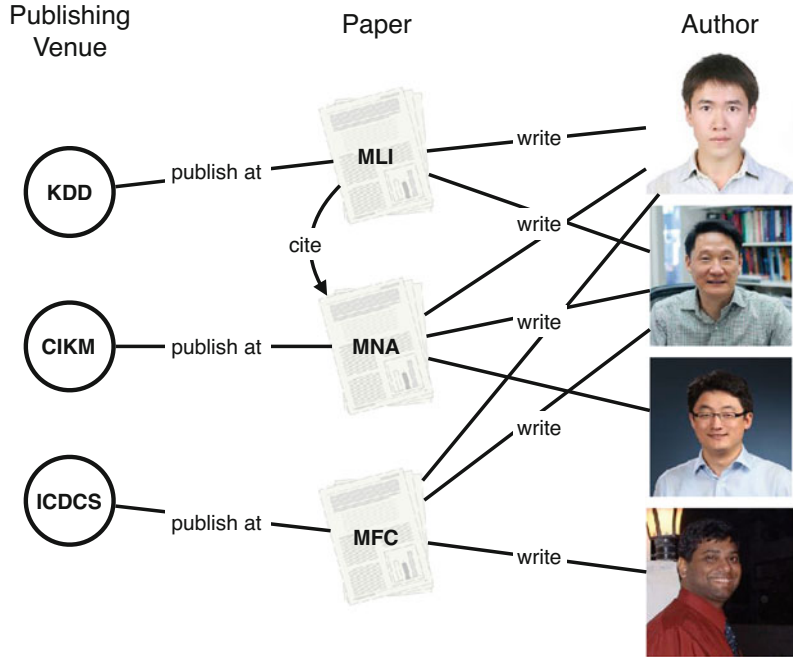 Publishing
Venue
Paper
Author
KDD
publish at
MLI
write
cite
write
CIKM
publish at
MNA
write
write
ICDCS
publish at
MFC
write